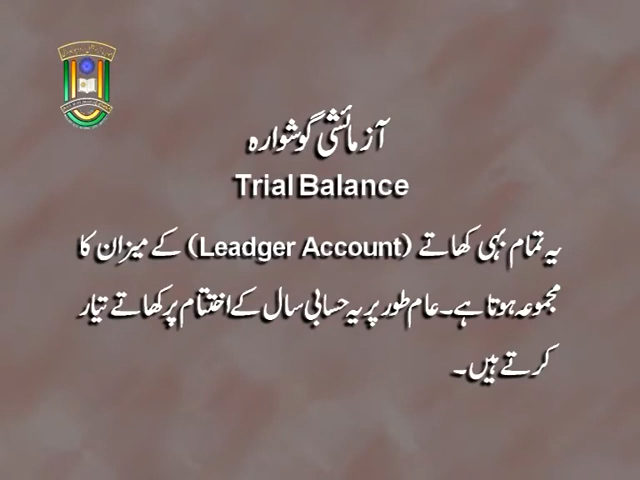 آزمائشی گوشوارہ
Trial Balance
یہ تمام بہی کھاتے (Leadger Account) کے میزان کا
مجموعہ ہوتا ہے۔ عام طور پر یہ حسابی سال کے اختتام پر کھاتے تیار
کرتے ہیں۔